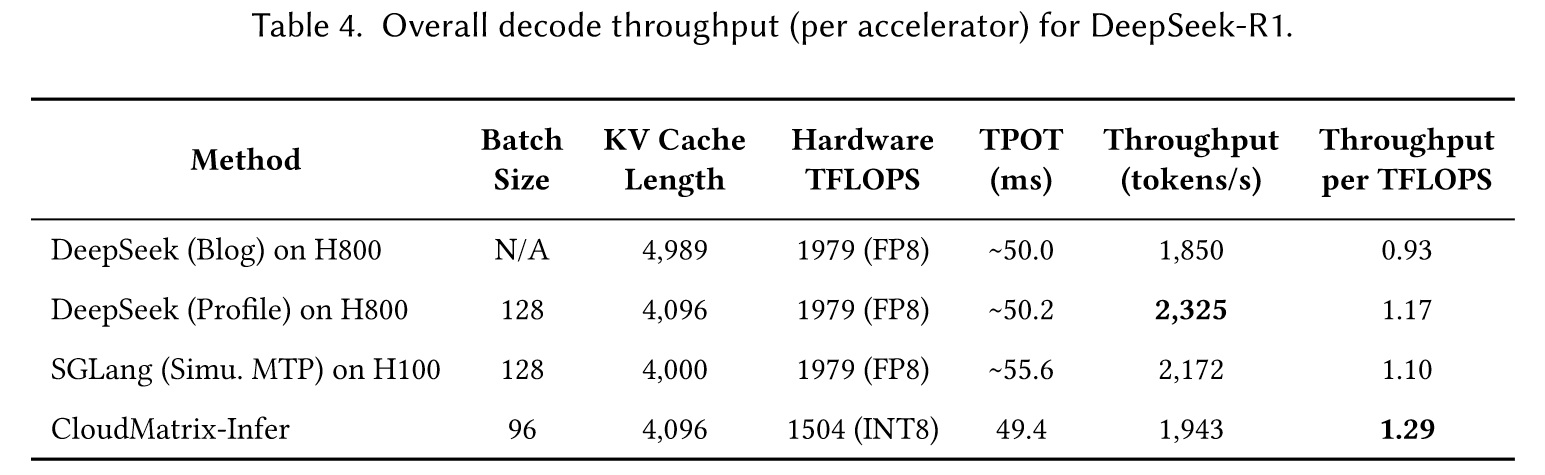 Table 4. Overall decode throughput (per accelerator) for DeepSeek-R1.
Method Batch Size KV Cache Length Hardware TFLOPS TPOT (ms) Throughput (tokens/s) Throughput per TFLOPS
DeepSeek (Blog) on H800 N/A 4,989 1979 (FP8) ~50.0 1,850 0.93
DeepSeek (Profile) on H800 128 4,096 1979 (FP8) ~50.2 2,325 1.17
SGLang (Simu. MTP) on H100 128 4,000 1979 (FP8) ~55.6 2,172 1.10
CloudMatrix-Infer 96 4,096 1504 (INT8) 49.4 1,943 1.29